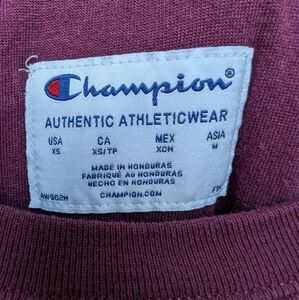 Champion®
AUTHENTIC ATHLETICWEAR
USA CA MEX ASIA
XS XS/TP XCH M
MADE IN HONDURAS
FABRIQUÉ AU HONDURAS
HECHO EN HONDURAS
CHAMPION.COM